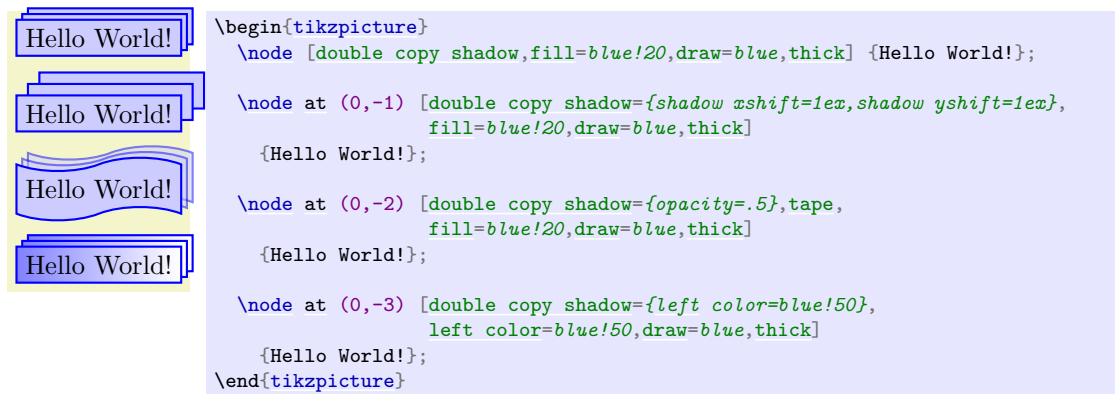 Hello World!
Hello World!
Hello World!
Hello World!
\begin{tikzpicture}
\node [double copy shadow,fill=blue!20,draw=blue,thick] {Hello World!};
\node at (0,-1) [double copy shadow={shadow xshift=1ex,shadow yshift=1ex},
fill=blue!20,draw=blue,thick]
{Hello World!};
\node at (0,-2) [double copy shadow={opacity=.5},tape,
fill=blue!20,draw=blue,thick]
{Hello World!};
\node at (0,-3) [double copy shadow={left color=blue!50},
left color=blue!50,draw=blue,thick]
{Hello World!};
\end{tikzpicture}